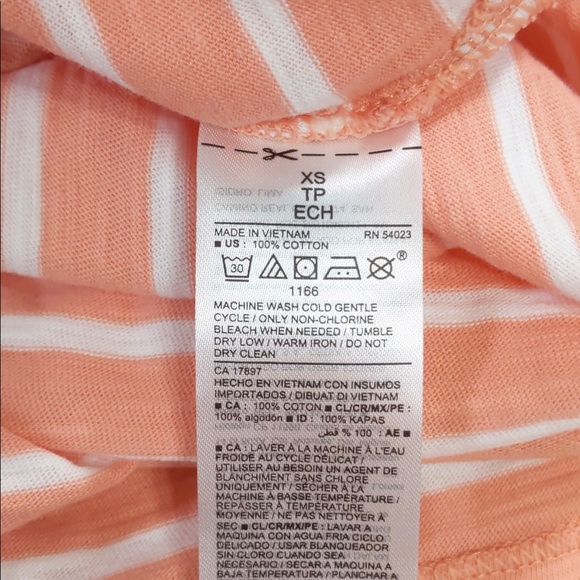 XS
TP
ECH
MADE IN VIETNAM RN 54023
■ US : 100% COTTON
30
®
1166
MACHINE WASH COLD GENTLE
CYCLE / ONLY NON-CHLORINE
BLEACH WHEN NEEDED / TUMBLE
DRY LOW / WARM IRON / DO NOT
DRY CLEAN
CA 17897
HECHO EN VIETNAM CON INSUMOS
IMPORTADOS / DIBUAT DI VIETNAM
■ CA : 100% COTON ■ CL/CR/MX/PE :
100% algodón ■ ID : 100% KAPAS
■ AE : 100 % قطن
■ CA : LAVER À LA MACHINE À L'EAU
FROIDE AU CYCLE DÉLICAT /
UTILISER AU BESOIN UN AGENT DE
BLANCHIMENT SANS CHLORE
UNIQUEMENT / SÉCHER À LA
MACHINE À BASSE TEMPÉRATURE /
REPASSER À TEMPÉRATURE
MOYENNE / NE PAS NETTOYER À
SEC ■ CL/CR/MX/PE : LAVAR A
MAQUINA CON AGUA FRIA CICLO
DELICADO / USAR BLANQUEADOR
SIN CLORO CUANDO SEA
NECESARIO / SECAR A MAQUINA A
BAJA TEMPERATURA / PLANCHAR A